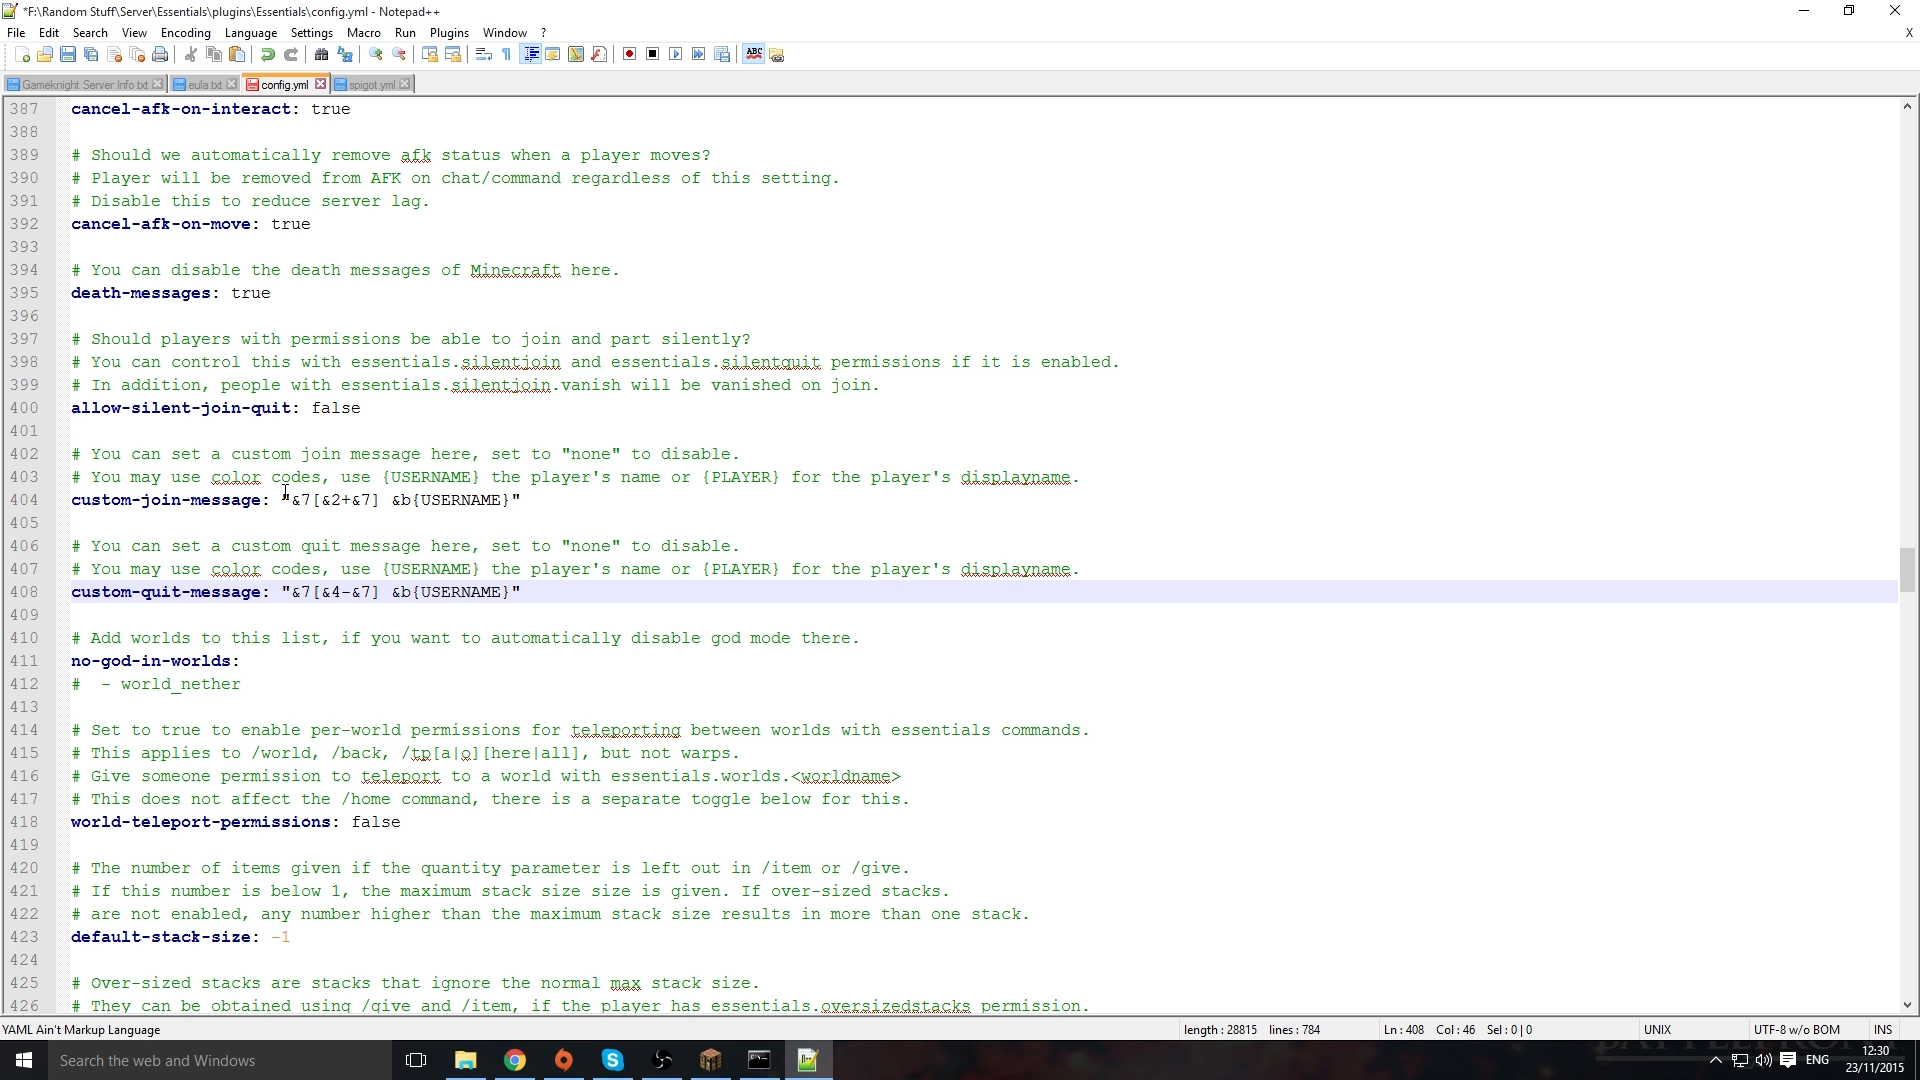 *F:\Random Stuff\Server\Essentials\plugins\Essentials\config.yml - Notepad++
File Edit Search View Encoding Language Settings Macro Run Plugins Window ? X
Gameknight Server Info.txt eula.txt config.yml spigot.yml
387 cancel-afk-on-interact: true
388
389 # Should we automatically remove afk status when a player moves?
390 # Player will be removed from AFK on chat/command regardless of this setting.
391 # Disable this to reduce server lag.
392 cancel-afk-on-move: true
393
394 # You can disable the death messages of Minecraft here.
395 death-messages: true
396
397 # Should players with permissions be able to join and part silently?
398 # You can control this with essentials.silentjoin and essentials.silentquit permissions if it is enabled.
399 # In addition, people with essentials.silentjoin.vanish will be vanished on join.
400 allow-silent-join-quit: false
401
402 # You can set a custom join message here, set to "none" to disable.
403 # You may use color codes, use {USERNAME} the player's name or {PLAYER} for the player's displayname.
404 custom-join-message: "&7[&2+&7] &b{USERNAME}"
405
406 # You can set a custom quit message here, set to "none" to disable.
407 # You may use color codes, use {USERNAME} the player's name or {PLAYER} for the player's displayname.
408 custom-quit-message: "&7[&4-&7] &b{USERNAME}"
409
410 # Add worlds to this list, if you want to automatically disable god mode there.
411 no-god-in-worlds:
412 #  - world_nether
413
414 # Set to true to enable per-world permissions for teleporting between worlds with essentials commands.
415 # This applies to /world, /back, /tp[a|o][here|all], but not warps.
416 # Give someone permission to teleport to a world with essentials.worlds.<worldname>
417 # This does not affect the /home command, there is a separate toggle below for this.
418 world-teleport-permissions: false
419
420 # The number of items given if the quantity parameter is left out in /item or /give.
421 # If this number is below 1, the maximum stack size size is given. If over-sized stacks.
422 # are not enabled, any number higher than the maximum stack size results in more than one stack.
423 default-stack-size: -1
424
425 # Over-sized stacks are stacks that ignore the normal max stack size.
426 # They can be obtained using /give and /item, if the player has essentials.oversizedstacks permission.
YAML Ain't Markup Language length : 28815 lines : 784 Ln : 408 Col : 46 Sel : 0 | 0 UNIX UTF-8 w/o BOM INS
Search the web and Windows ENG 12:30
23/11/2015